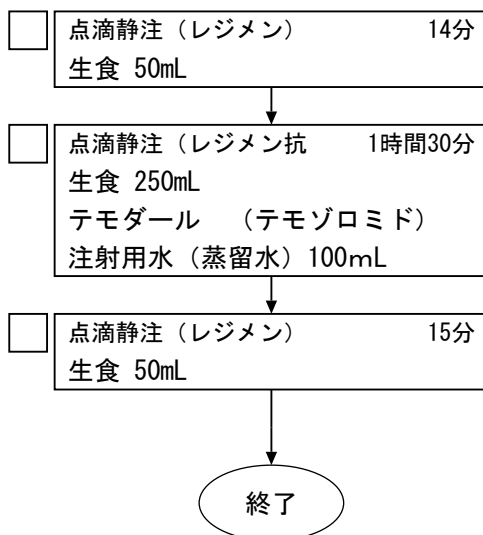 点滴静注（レジメン） 14分
生食 50mL
点滴静注（レジメン抗 1時間30分
生食 250mL
テモダール （テモゾロミド）
注射用水（蒸留水）100mL
点滴静注（レジメン） 15分
生食 50mL
終了